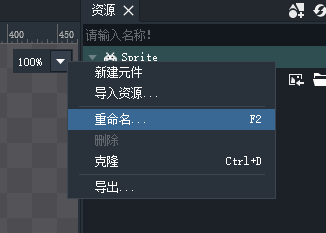 资源
400
450
请输入名称!
100%
Sprite
新建元件
导入资源...
重命名... F2
删除
克隆 Ctrl+D
导出...